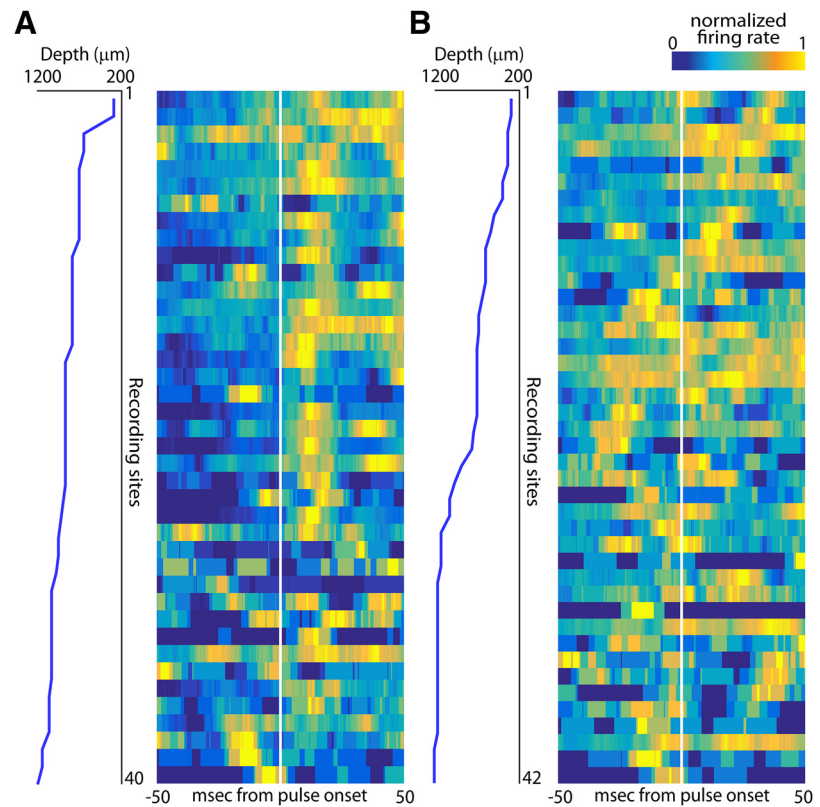 A
B
normalized
firing rate
0 1
Depth (μm)
1200 200
1
Recording sites
40
-50 msec from pulse onset 50
Depth (μm)
1200 200
1
Recording sites
42
-50 msec from pulse onset 50